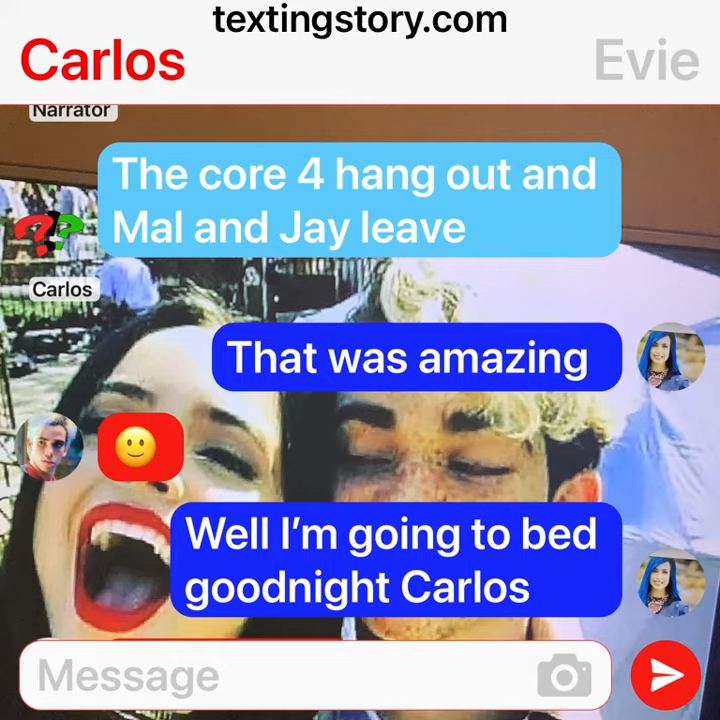 textingstory.com
Carlos
Evie
Narrator
The core 4 hang out and
Mal and Jay leave
??
Carlos
That was amazing
Well I'm going to bed
goodnight Carlos
Message